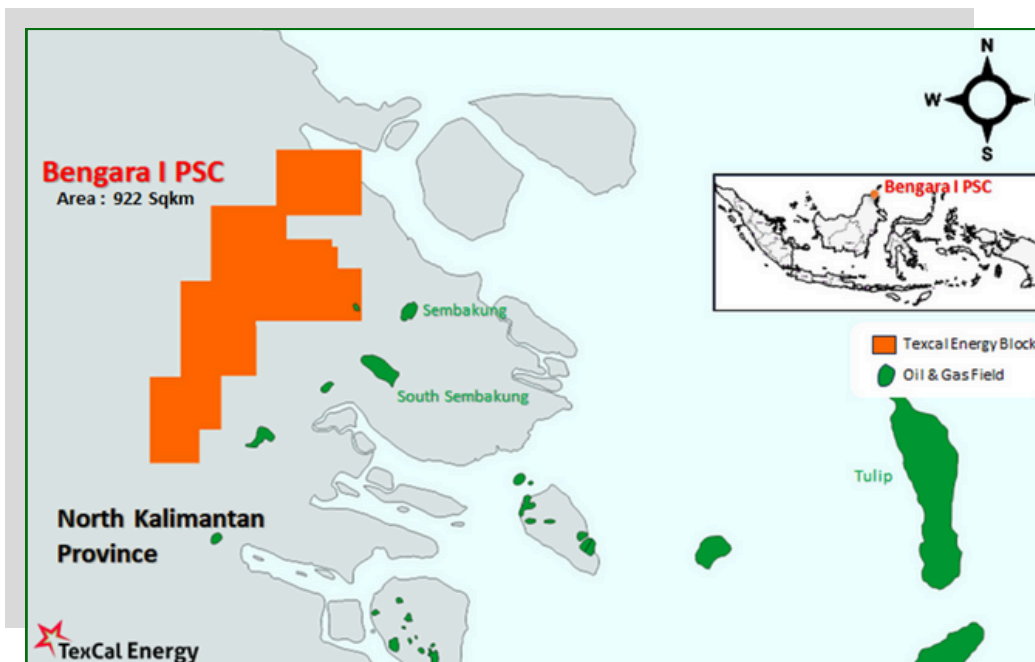 N
W
S
Bengara I PSC
Area : 922 Sqkm
Bengara I PSC
Sembakung
South Sembakung
Texcal Energy Block
Oil & Gas Field
Tulip
North Kalimantan
Province
TexCal Energy